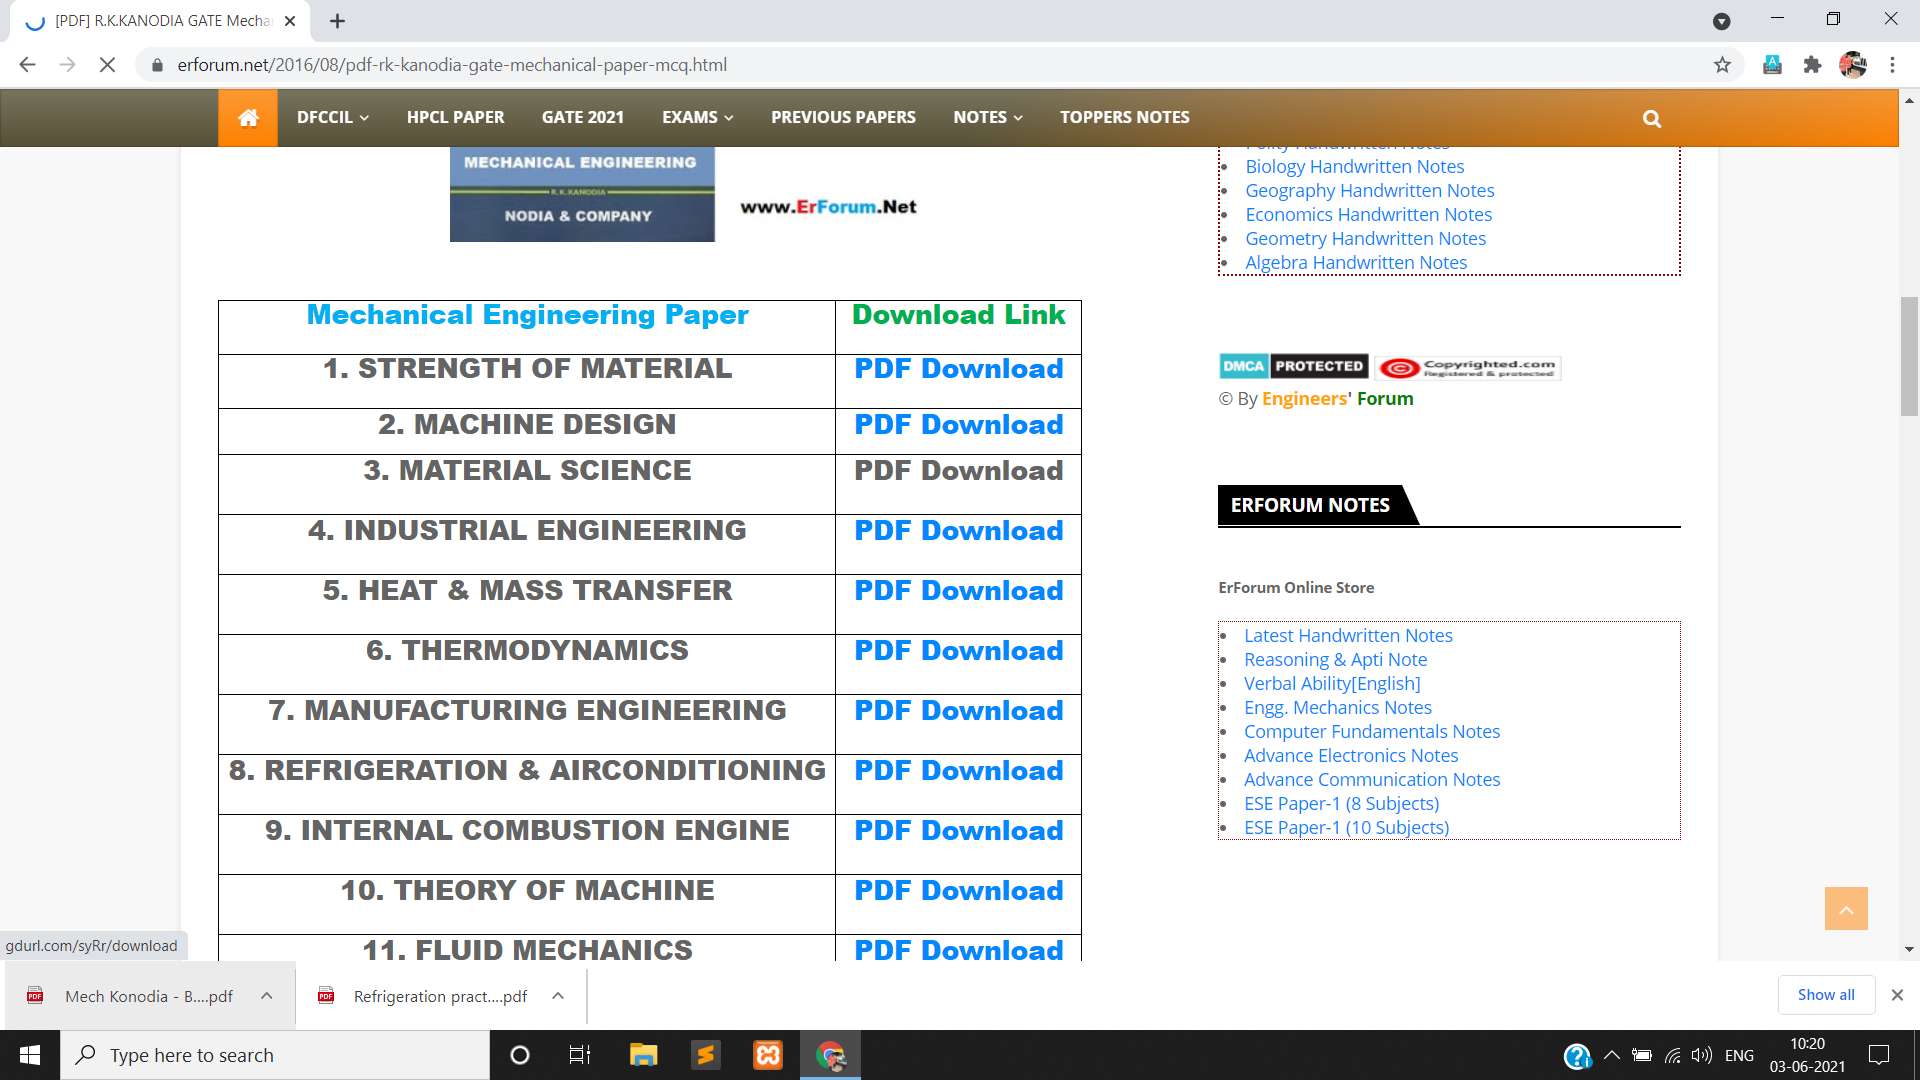 [PDF] R.K.KANODIA GATE Mecha
erforum.net/2016/08/pdf-rk-kanodia-gate-mechanical-paper-mcq.html
DFCCIL HPCL PAPER GATE 2021 EXAMS PREVIOUS PAPERS NOTES TOPPERS NOTES
MECHANICAL ENGINEERING
R.K.KANODIA
NODIA & COMPANY
www.ErForum.Net
Polity Handwritten Notes
Biology Handwritten Notes
Geography Handwritten Notes
Economics Handwritten Notes
Geometry Handwritten Notes
Algebra Handwritten Notes
Mechanical Engineering Paper Download Link
1. STRENGTH OF MATERIAL PDF Download
2. MACHINE DESIGN PDF Download
3. MATERIAL SCIENCE PDF Download
4. INDUSTRIAL ENGINEERING PDF Download
5. HEAT & MASS TRANSFER PDF Download
6. THERMODYNAMICS PDF Download
7. MANUFACTURING ENGINEERING PDF Download
8. REFRIGERATION & AIRCONDITIONING PDF Download
9. INTERNAL COMBUSTION ENGINE PDF Download
10. THEORY OF MACHINE PDF Download
11. FLUID MECHANICS PDF Download
DMCA PROTECTED
Copyrighted.com
Registered & protected
© By Engineers' Forum
ERFORUM NOTES
ErForum Online Store
Latest Handwritten Notes
Reasoning & Apti Note
Verbal Ability[English]
Engg. Mechanics Notes
Computer Fundamentals Notes
Advance Electronics Notes
Advance Communication Notes
ESE Paper-1 (8 Subjects)
ESE Paper-1 (10 Subjects)
gdurl.com/syRr/download
PDF Mech Konodia - B....pdf
PDF Refrigeration pract....pdf
Show all
Type here to search
ENG
10:20
03-06-2021